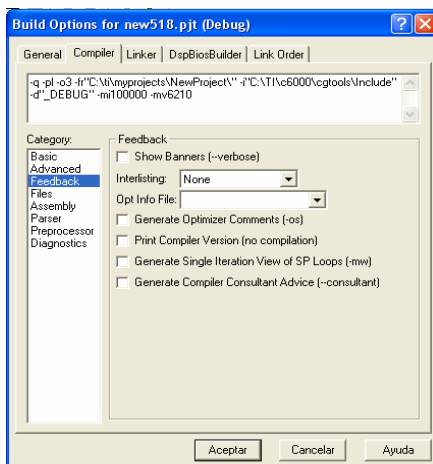 Build Options for new518.pjt (Debug)
General Compiler Linker DspBiosBuilder Link Order
-q -pl -o3 -fr"C:\ti\myprojects\NewProject\" -i"C:\TI\c6000\cgtools\Include"
-d"_DEBUG" -mi100000 -mv6210
Category:
Basic
Advanced
Feedback
Files
Assembly
Parser
Preprocessor
Diagnostics
Feedback
Show Banners (--verbose)
Interlisting: None
Opt Info File:
Generate Optimizer Comments (-os)
Print Compiler Version (no compilation)
Generate Single Iteration View of SP Loops (-mw)
Generate Compiler Consultant Advice (--consultant)
Aceptar Cancelar Ayuda